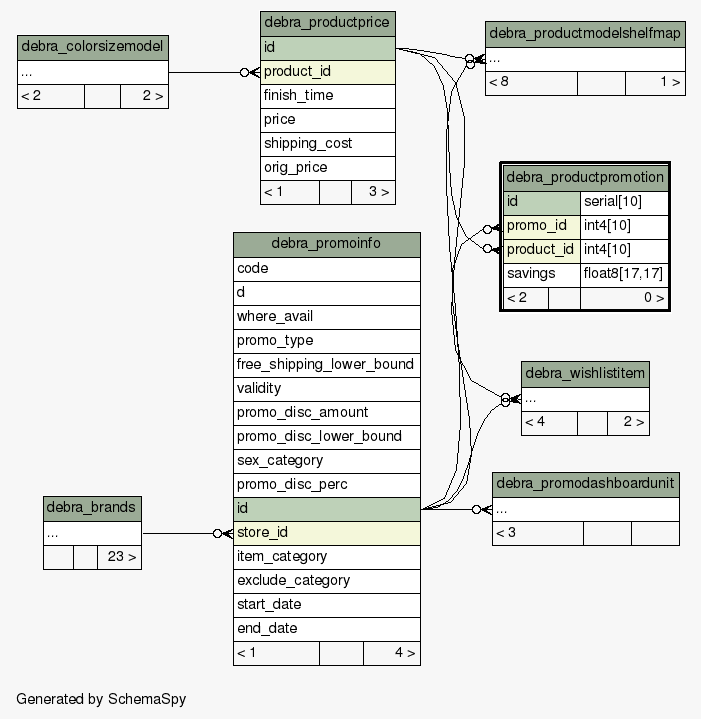 debra_colorsizemodel
...
< 2 2 >
debra_productprice
id
product_id
finish_time
price
shipping_cost
orig_price
< 1 3 >
debra_productmodelshelfmap
...
< 8 1 >
debra_productpromotion
id serial[10]
promo_id int4[10]
product_id int4[10]
savings float8[17,17]
< 2 0 >
debra_promoinfo
code
d
where_avail
promo_type
free_shipping_lower_bound
validity
promo_disc_amount
promo_disc_lower_bound
sex_category
promo_disc_perc
id
store_id
item_category
exclude_category
start_date
end_date
< 1 4 >
debra_wishlistitem
...
< 4 2 >
debra_brands
...
23 >
debra_promodashboardunit
...
< 3
Generated by SchemaSpy